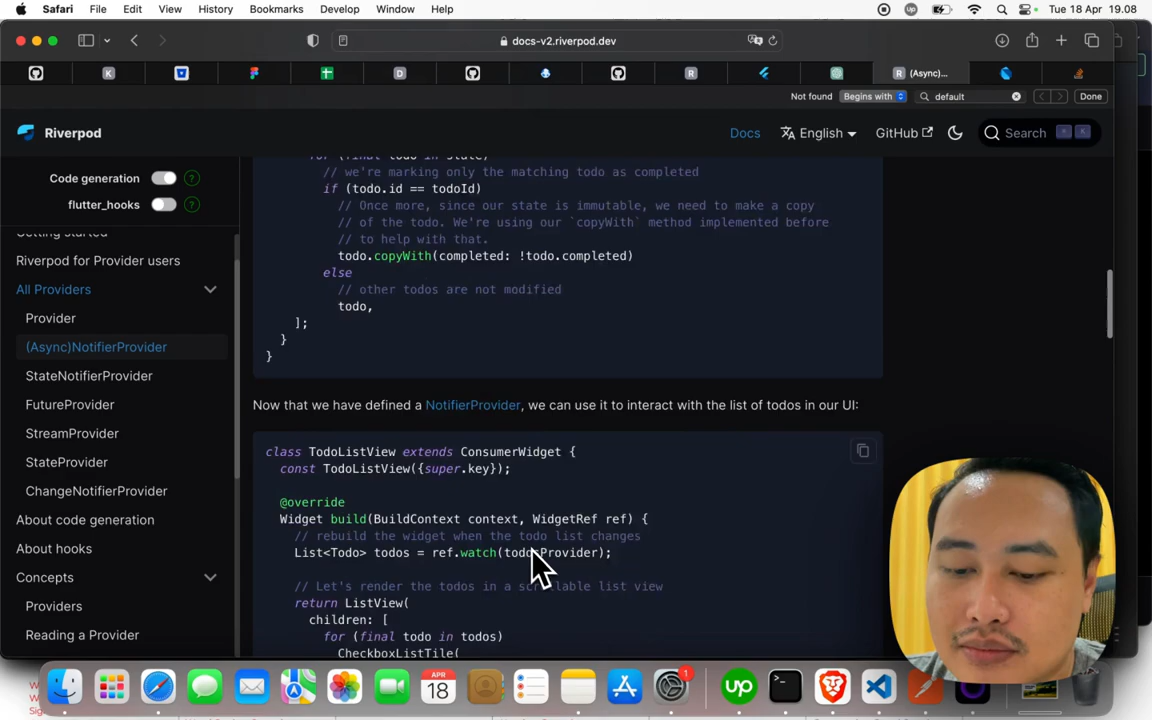 Safari File Edit View History Bookmarks Develop Window Help
Tue 18 Apr 19.08
docs-v2.riverpod.dev
(Async)...
Not found Begins with default Done
Riverpod
Docs English GitHub Search K
Code generation ?
flutter_hooks ?
Getting started
Riverpod for Provider users
All Providers
Provider
(Async)NotifierProvider
StateNotifierProvider
FutureProvider
StreamProvider
StateProvider
ChangeNotifierProvider
About code generation
About hooks
Concepts
Providers
Reading a Provider
for (final todo in state)
// we're marking only the matching todo as completed
if (todo.id == todoId)
// Once more, since our state is immutable, we need to make a copy
// of the todo. We're using our `copyWith` method implemented before
// to help with that.
todo.copyWith(completed: !todo.completed)
else
// other todos are not modified
todo,
];
}
}
Now that we have defined a NotifierProvider, we can use it to interact with the list of todos in our UI:
class TodoListView extends ConsumerWidget {
const TodoListView({super.key});
@override
Widget build(BuildContext context, WidgetRef ref) {
// rebuild the widget when the todo list changes
List<Todo> todos = ref.watch(todosProvider);
// Let's render the todos in a scrollable list view
return ListView(
children: [
for (final todo in todos)
CheckboxListTile(
APR
18
1